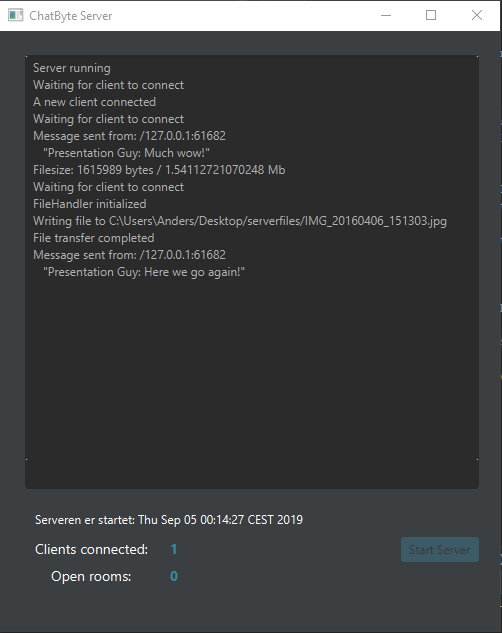 ChatByte Server
Server running
Waiting for client to connect
A new client connected
Waiting for client to connect
Message sent from: /127.0.0.1:61682
"Presentation Guy: Much wow!"
Filesize: 1615989 bytes / 1.54112721070248 Mb
Waiting for client to connect
FileHandler initialized
Writing file to C:\Users\Anders/Desktop/serverfiles/IMG_20160406_151303.jpg
File transfer completed
Message sent from: /127.0.0.1:61682
"Presentation Guy: Here we go again!"
Serveren er startet: Thu Sep 05 00:14:27 CEST 2019
Clients connected: 1
Start Server
Open rooms: 0